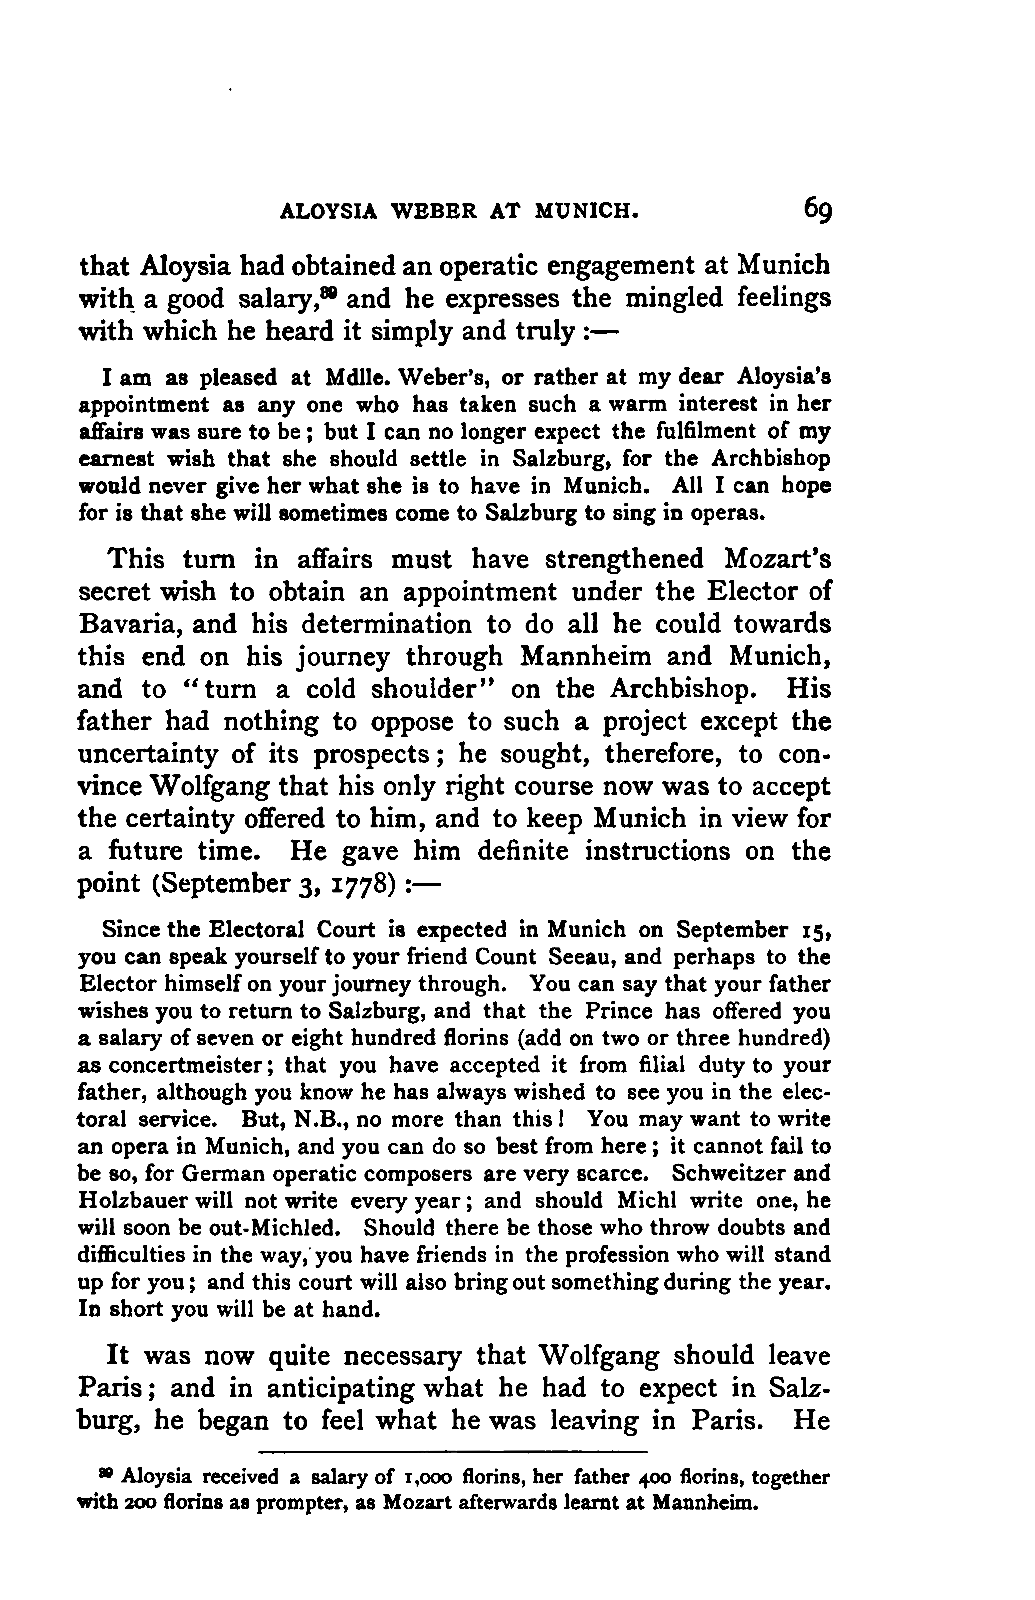 ALOYSIA WEBER AT MUNICH. 69
that Aloysia had obtained an operatic engagement at Munich
with a good salary,⁸⁹ and he expresses the mingled feelings
with which he heard it simply and truly :—
I am as pleased at Mdlle. Weber's, or rather at my dear Aloysia's
appointment as any one who has taken such a warm interest in her
affairs was sure to be ; but I can no longer expect the fulfilment of my
earnest wish that she should settle in Salzburg, for the Archbishop
would never give her what she is to have in Munich. All I can hope
for is that she will sometimes come to Salzburg to sing in operas.
This turn in affairs must have strengthened Mozart's
secret wish to obtain an appointment under the Elector of
Bavaria, and his determination to do all he could towards
this end on his journey through Mannheim and Munich,
and to "turn a cold shoulder" on the Archbishop. His
father had nothing to oppose to such a project except the
uncertainty of its prospects ; he sought, therefore, to con-
vince Wolfgang that his only right course now was to accept
the certainty offered to him, and to keep Munich in view for
a future time. He gave him definite instructions on the
point (September 3, 1778) :—
Since the Electoral Court is expected in Munich on September 15,
you can speak yourself to your friend Count Seeau, and perhaps to the
Elector himself on your journey through. You can say that your father
wishes you to return to Salzburg, and that the Prince has offered you
a salary of seven or eight hundred florins (add on two or three hundred)
as concertmeister ; that you have accepted it from filial duty to your
father, although you know he has always wished to see you in the elec-
toral service. But, N.B., no more than this! You may want to write
an opera in Munich, and you can do so best from here ; it cannot fail to
be so, for German operatic composers are very scarce. Schweitzer and
Holzbauer will not write every year ; and should Michl write one, he
will soon be out-Michled. Should there be those who throw doubts and
difficulties in the way, you have friends in the profession who will stand
up for you ; and this court will also bring out something during the year.
In short you will be at hand.
It was now quite necessary that Wolfgang should leave
Paris ; and in anticipating what he had to expect in Salz-
burg, he began to feel what he was leaving in Paris. He
⁸⁹ Aloysia received a salary of 1,000 florins, her father 400 florins, together
with 200 florins as prompter, as Mozart afterwards learnt at Mannheim.